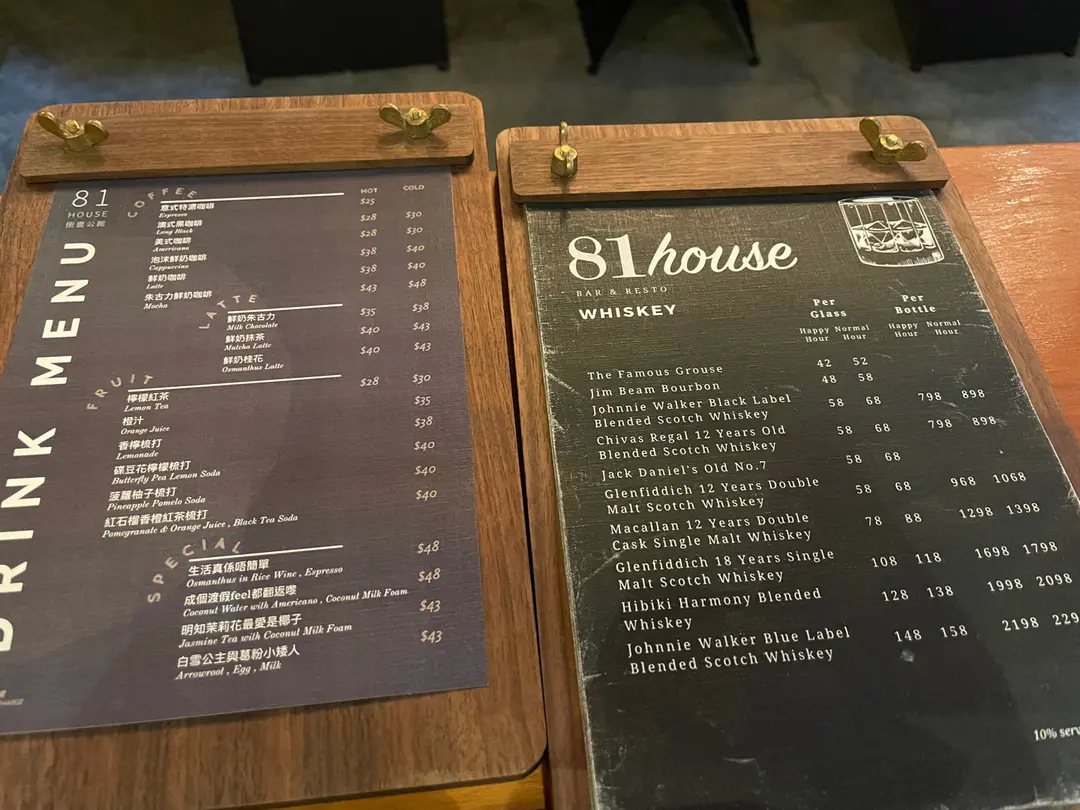 81
HOUSE
DRINK MENU
COFFEE
HOT COLD
意式特濃咖啡 $25
Espresso
澳式黑咖啡 $28 $30
Long Black
美式咖啡 $28 $30
Americano
泡沫鮮奶咖啡 $38 $40
Cappuccino
鮮奶咖啡 $38 $40
Latte
朱古力鮮奶咖啡 $43 $48
Mocha
LATTE
鮮奶朱古力 $35 $38
Milk Chocolate
鮮奶抹茶 $40 $43
Matcha Latte
鮮奶桂花 $40 $43
Osmanthus Latte
FRUIT
檸檬紅茶 $28 $30
Lemon Tea
橙汁 $35
Orange Juice
香檸梳打 $38
Lemonade
碟豆花檸檬梳打 $40
Butterfly Pea Lemon Soda
菠蘿柚子梳打 $40
Pineapple Pomelo Soda
紅石榴香橙紅茶梳打 $40
Pomegranate & Orange Juice , Black Tea Soda
SPECIAL
生活真係唔簡單 $48
Osmanthus in Rice Wine , Espresso
成個渡假feel都翻返嚟 $48
Coconut Water with Americano , Coconut Milk Foam
明知茉莉花最愛是椰子 $43
Jasmine Tea with Coconut Milk Foam
白雪公主與葛粉小矮人 $43
Arrowroot , Egg , Milk
81 house
BAR & RESTO
WHISKEY
Per Glass Per Bottle
Happy Hour Normal Hour Happy Hour Normal Hour
The Famous Grouse 42 52
Jim Beam Bourbon 48 58
Johnnie Walker Black Label
Blended Scotch Whiskey 58 68 798 898
Chivas Regal 12 Years Old
Blended Scotch Whiskey 58 68 798 898
Jack Daniel's Old No.7 58 68
Glenfiddich 12 Years Double
Malt Scotch Whiskey 58 68 968 1068
Macallan 12 Years Double
Cask Single Malt Whiskey 78 88 1298 1398
Glenfiddich 18 Years Single
Malt Scotch Whiskey 108 118 1698 1798
Hibiki Harmony Blended
Whiskey 128 138 1998 2098
Johnnie Walker Blue Label
Blended Scotch Whiskey 148 158 2198 229
10% serv